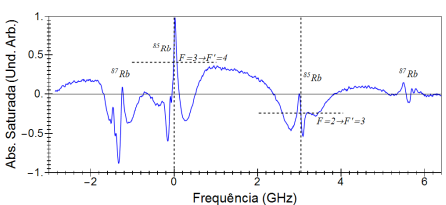 1.
0.5
0
−0.5
−1.
Abs. Saturada (Und. Arb.)
87Rb
85Rb
F=3→F'=4
85Rb
F=2→F'=3
87Rb
−2 0 2 4 6
Frequência (GHz)